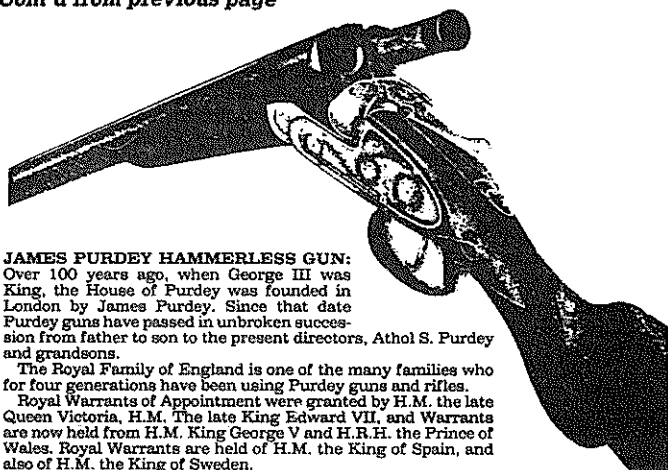 Con'd from previous page
JAMES PURDEY HAMMERLESS GUN:
Over 100 years ago, when George III was
King, the House of Purdey was founded in
London by James Purdey. Since that date
Purdey guns have passed in unbroken succes-
sion from father to son to the present directors, Athol S. Purdey
and grandsons.
The Royal Family of England is one of the many families who
for four generations have been using Purdey guns and rifles.
Royal Warrants of Appointment were granted by H.M. the late
Queen Victoria, H.M. The late King Edward VII, and Warrants
are now held from H.M. King George V and H.R.H. the Prince of
Wales. Royal Warrants are held of H.M. the King of Spain, and
also of H.M. the King of Sweden.